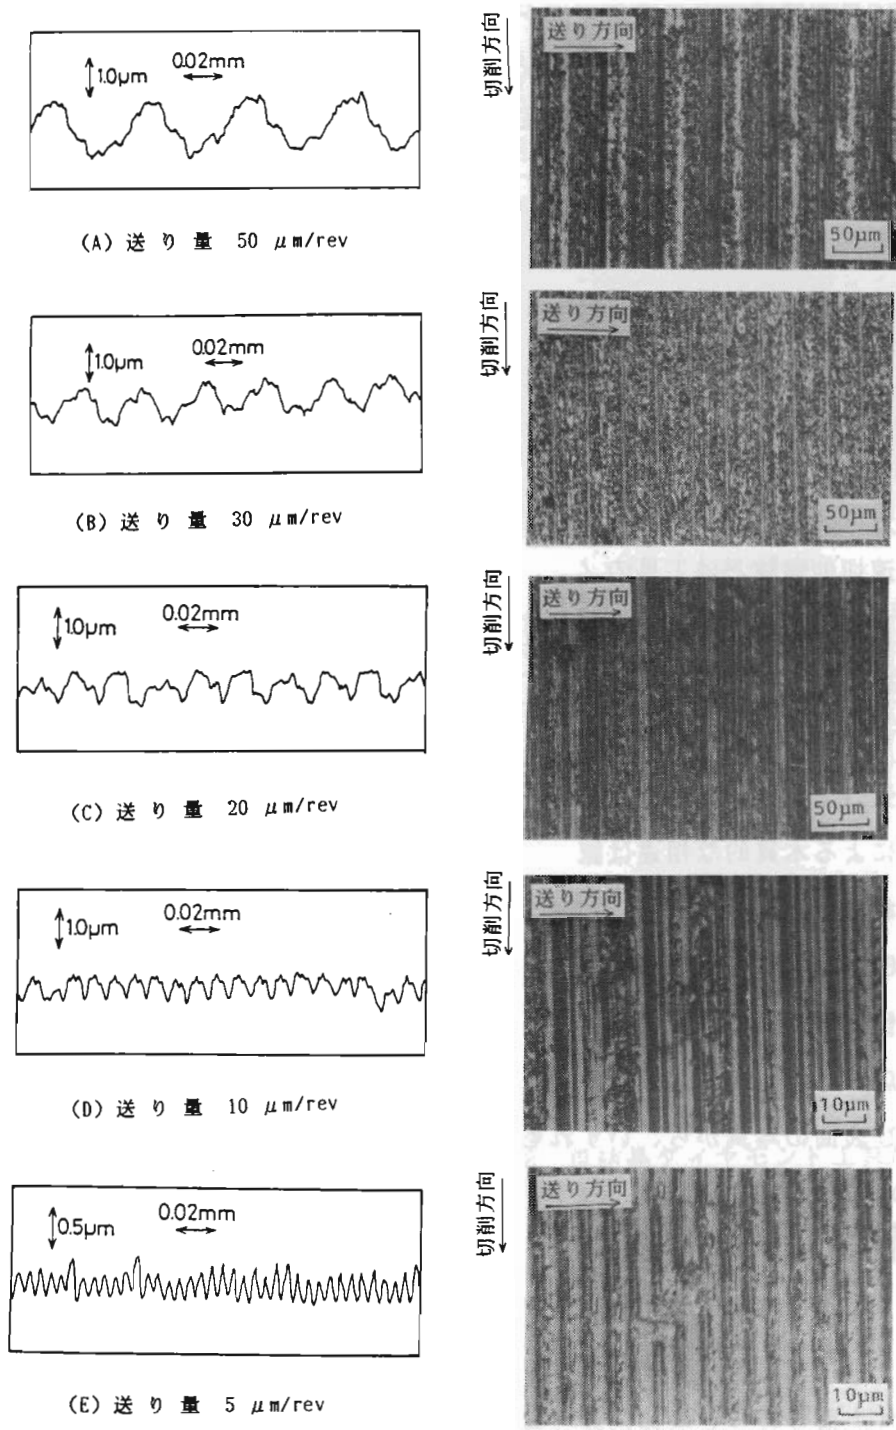 1.0μm
0.02mm
(A) 送り量 50 μm/rev
切削方向
送り方向
50μm
1.0μm
0.02mm
(B) 送り量 30 μm/rev
切削方向
送り方向
50μm
1.0μm
0.02mm
(C) 送り量 20 μm/rev
切削方向
送り方向
50μm
1.0μm
0.02mm
(D) 送り量 10 μm/rev
切削方向
送り方向
10μm
0.5μm
0.02mm
(E) 送り量 5 μm/rev
切削方向
送り方向
10μm